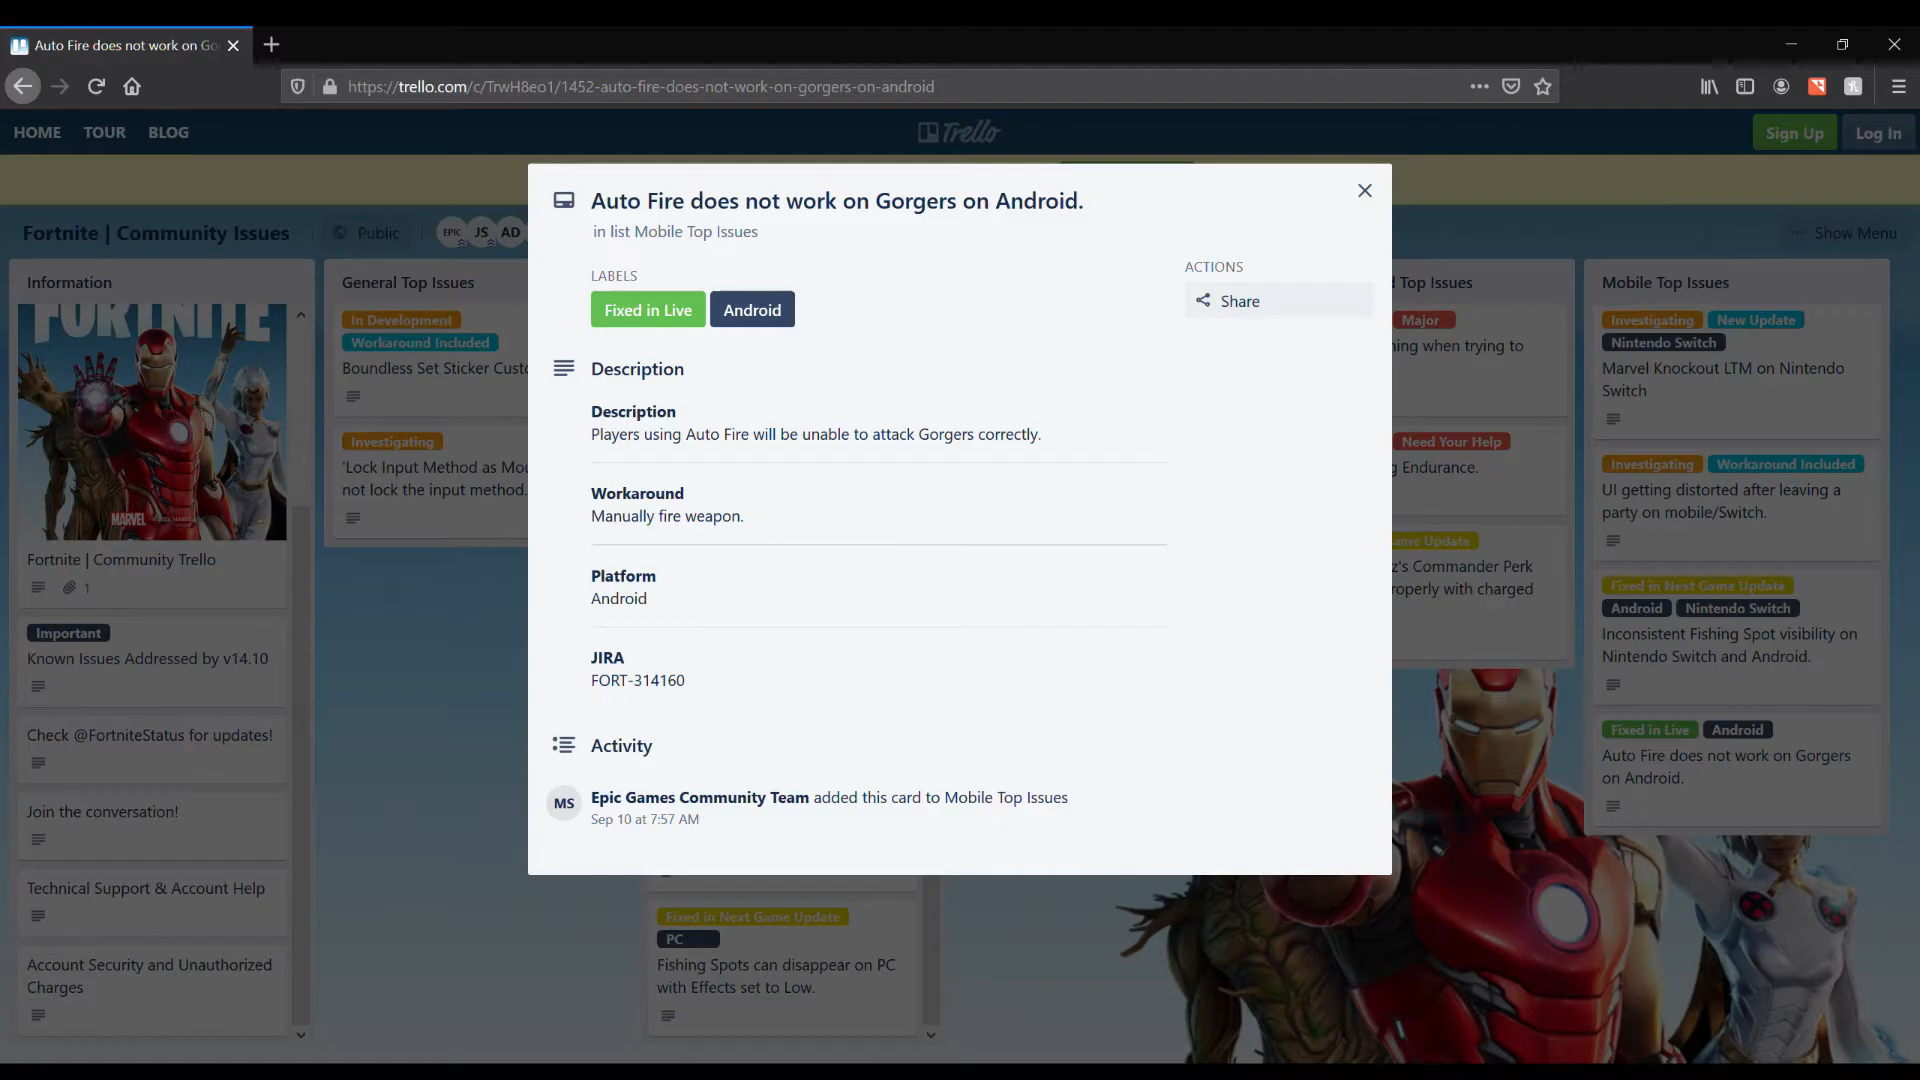 Auto Fire does not work on Go
https://trello.com/c/TrwH8eo1/1452-auto-fire-does-not-work-on-gorgers-on-android
HOME TOUR BLOG
Trello
Sign Up Log In
Fortnite | Community Issues
Public
EPIC JS AD
Show Menu
Information
FORTNITE
MARVEL
Fortnite | Community Trello
1
Important
Known Issues Addressed by v14.10
Check @FortniteStatus for updates!
Join the conversation!
Technical Support & Account Help
Account Security and Unauthorized
Charges
General Top Issues
In Development
Workaround Included
Boundless Set Sticker Custo
Investigating
'Lock Input Method as Mou
not lock the input method.
Fixed in Next Game Update
PC
Fishing Spots can disappear on PC
with Effects set to Low.
Auto Fire does not work on Gorgers on Android.
in list Mobile Top Issues
LABELS
Fixed in Live Android
Description
Description
Players using Auto Fire will be unable to attack Gorgers correctly.
Workaround
Manually fire weapon.
Platform
Android
JIRA
FORT-314160
Activity
MS
Epic Games Community Team added this card to Mobile Top Issues
Sep 10 at 7:57 AM
ACTIONS
Share
Top Issues
Major
ing when trying to
Need Your Help
g Endurance.
ame Update
z's Commander Perk
roperly with charged
Mobile Top Issues
Investigating New Update
Nintendo Switch
Marvel Knockout LTM on Nintendo
Switch
Investigating Workaround Included
UI getting distorted after leaving a
party on mobile/Switch.
Fixed in Next Game Update
Android Nintendo Switch
Inconsistent Fishing Spot visibility on
Nintendo Switch and Android.
Fixed in Live Android
Auto Fire does not work on Gorgers
on Android.